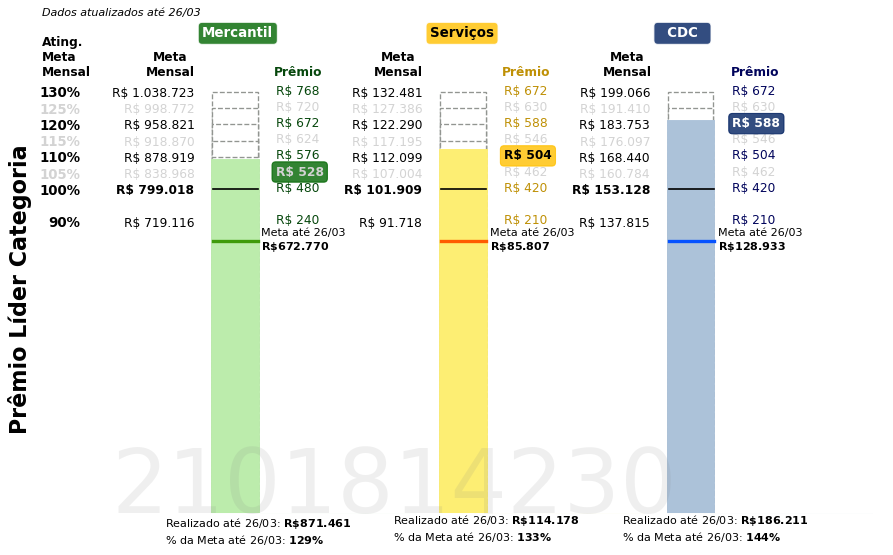 Dados atualizados até 26/03
Mercantil Serviços CDC
Ating.
Meta
Mensal
Meta
Mensal
Prêmio
Meta
Mensal
Prêmio
Meta
Mensal
Prêmio
130% R$ 1.038.723 R$ 768 R$ 132.481 R$ 672 R$ 199.066 R$ 672
125% R$ 998.772 R$ 720 R$ 127.386 R$ 630 R$ 191.410 R$ 630
120% R$ 958.821 R$ 672 R$ 122.290 R$ 588 R$ 183.753 R$ 588
115% R$ 918.870 R$ 624 R$ 117.195 R$ 546 R$ 176.097 R$ 546
110% R$ 878.919 R$ 576 R$ 112.099 R$ 504 R$ 168.440 R$ 504
105% R$ 838.968 R$ 528 R$ 107.004 R$ 462 R$ 160.784 R$ 462
100% R$ 799.018 R$ 480 R$ 101.909 R$ 420 R$ 153.128 R$ 420
90% R$ 719.116 R$ 240 R$ 91.718 R$ 210 R$ 137.815 R$ 210
Meta até 26/03
R$672.770
Meta até 26/03
R$85.807
Meta até 26/03
R$128.933
Prêmio Líder Categoria
2101814230
Realizado até 26/03: R$871.461
% da Meta até 26/03: 129%
Realizado até 26/03: R$114.178
% da Meta até 26/03: 133%
Realizado até 26/03: R$186.211
% da Meta até 26/03: 144%